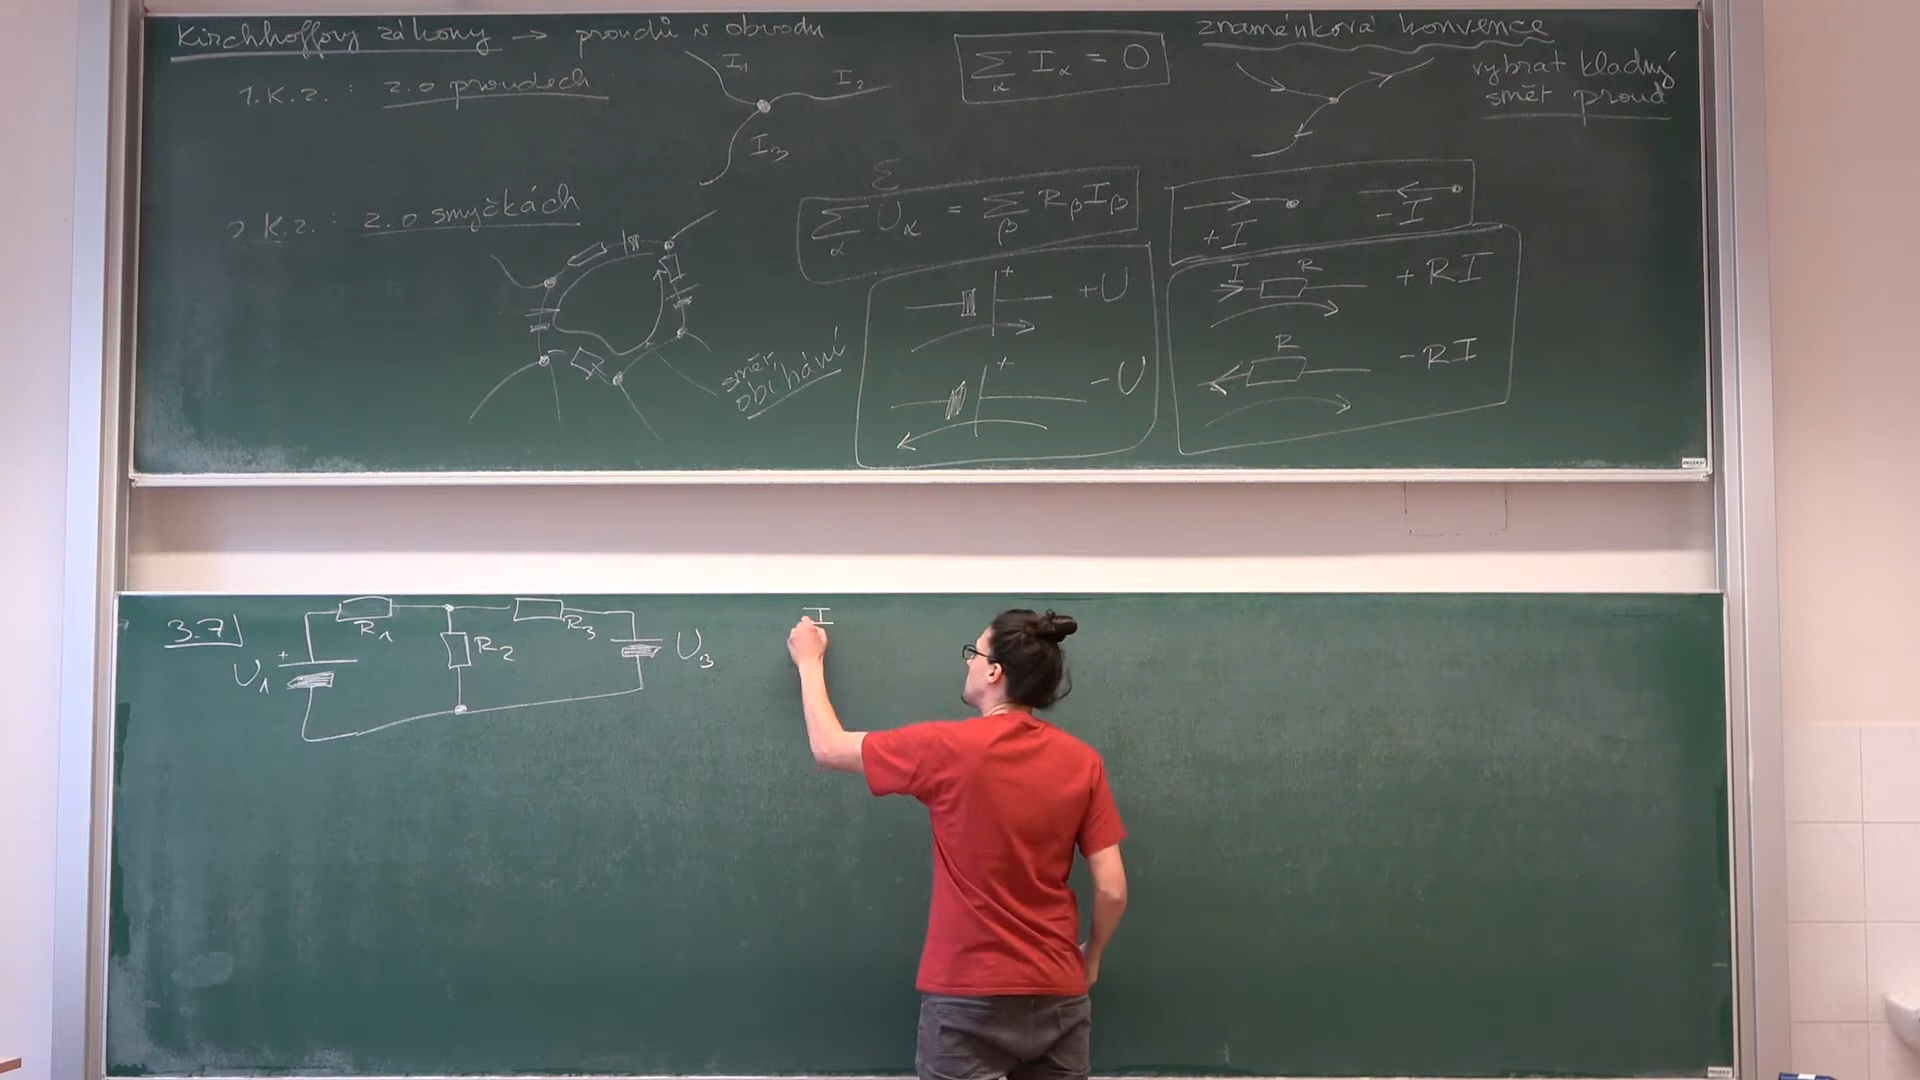 Kirchhoffovy zákony → proudů v obvodu
1.K.z. : z. o proudech
I₁
I₂
I₃
∑α Iα = 0
znaménková konvence
vybrat kladný
směr proud
2.K.z. : z. o smyčkách
směr
obíhání
∑
∑α Uα = ∑β Rβ Iβ
+
+U
+
-U
+I
-I
I R +RI
R -RI
3.7
R₁
R₂
R₃
+
U₁
U₃
I